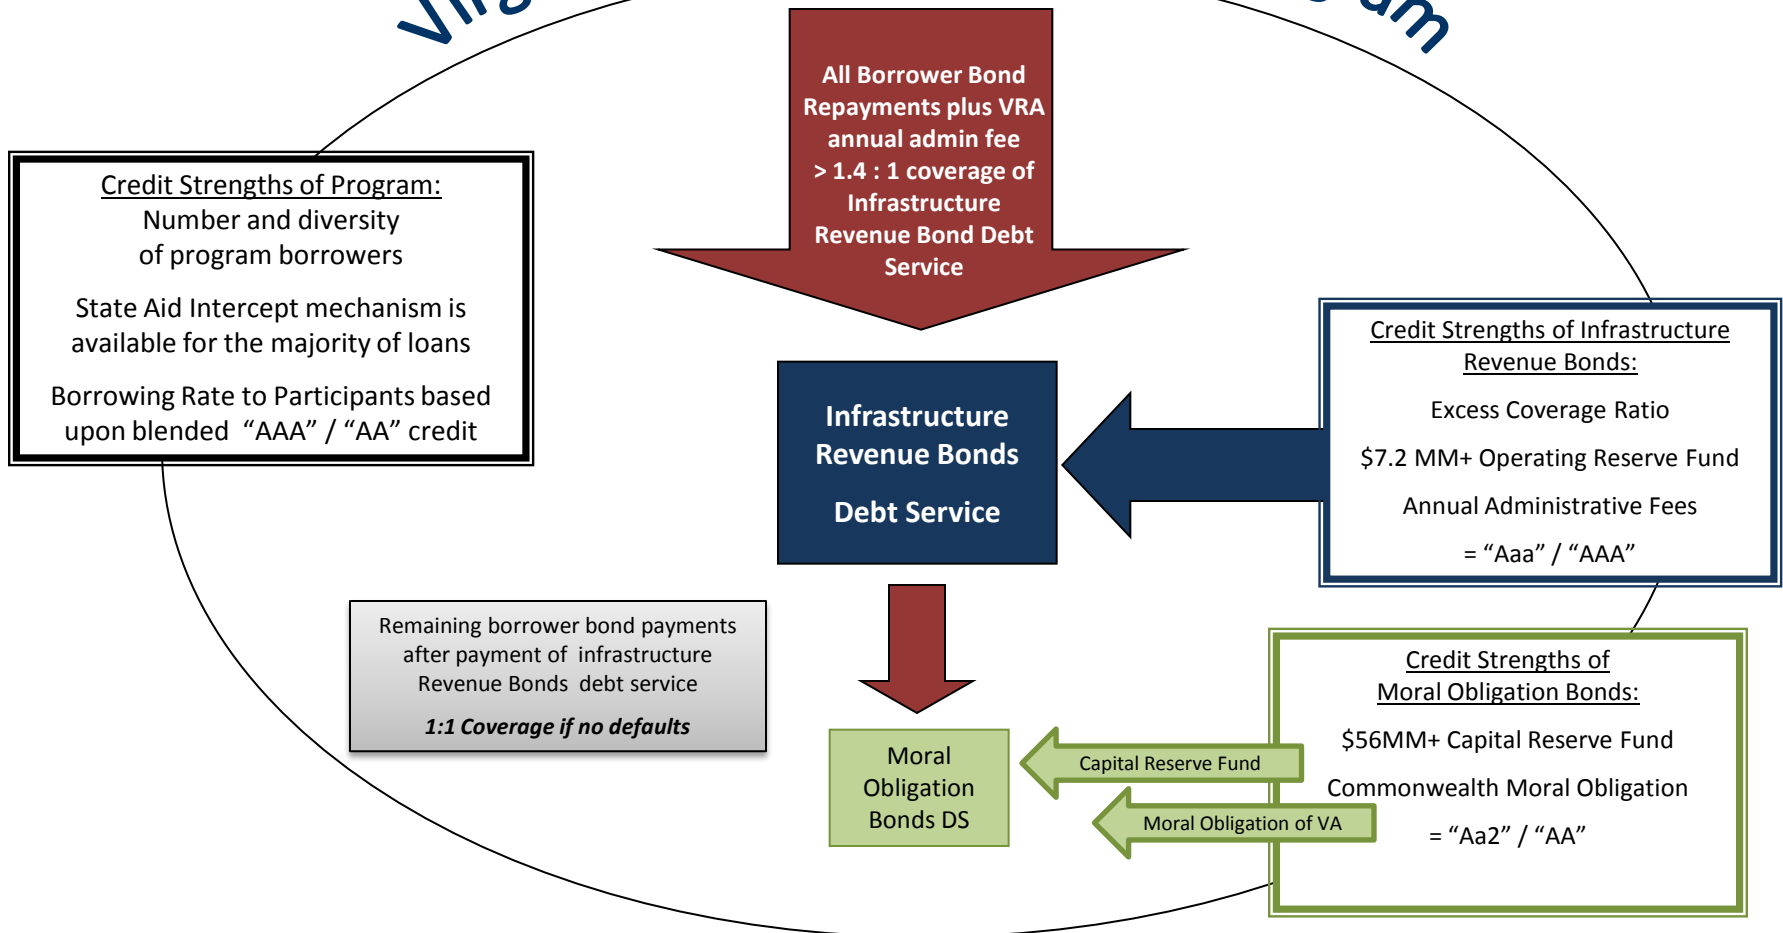 All Borrower Bond
Repayments plus VRA
annual admin fee
> 1.4 : 1 coverage of
Infrastructure
Revenue Bond Debt
Service
Credit Strengths of Program:
Number and diversity
of program borrowers
State Aid Intercept mechanism is
available for the majority of loans
Borrowing Rate to Participants based
upon blended “AAA” / “AA” credit
Infrastructure
Revenue Bonds
Debt Service
Credit Strengths of Infrastructure
Revenue Bonds:
Excess Coverage Ratio
$7.2 MM+ Operating Reserve Fund
Annual Administrative Fees
= “Aaa” / “AAA”
Remaining borrower bond payments
after payment of infrastructure
Revenue Bonds debt service
1:1 Coverage if no defaults
Moral
Obligation
Bonds DS
Capital Reserve Fund
Moral Obligation of VA
Credit Strengths of
Moral Obligation Bonds:
$56MM+ Capital Reserve Fund
Commonwealth Moral Obligation
= “Aa2” / “AA”